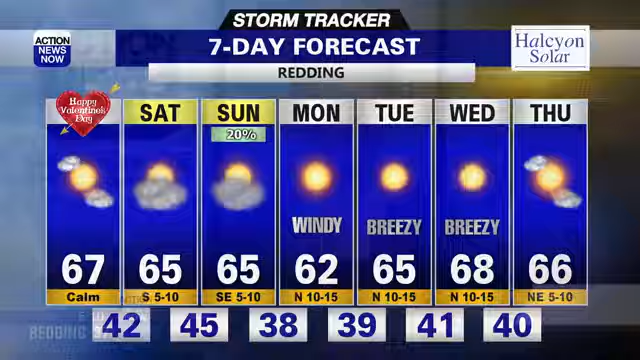 STORM TRACKER
ACTION
NEWS
NOW
7-DAY FORECAST
Halcyon
Solar
REDDING
Happy
Valentine's
Day
SAT
SUN
MON
TUE
WED
THU
20%
WINDY
BREEZY
BREEZY
67
65
65
62
65
68
66
Calm
S 5-10
SE 5-10
N 10-15
N 10-15
N 10-15
NE 5-10
REDDING
42
45
38
39
41
40